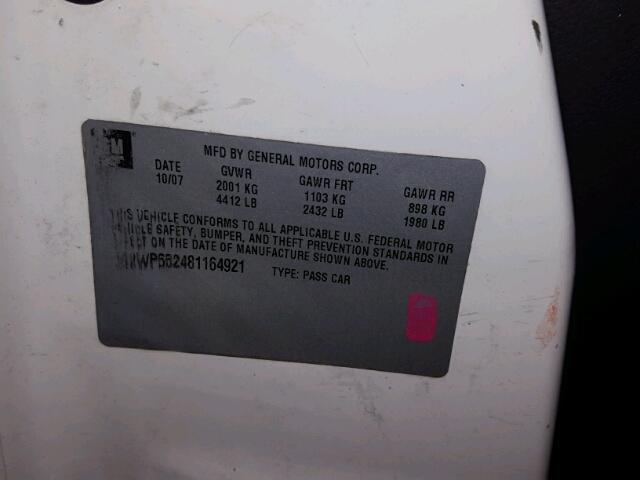 GM
MFD BY GENERAL MOTORS CORP.
DATE GVWR GAWR FRT GAWR RR
10/07 2001 KG 1103 KG 898 KG
4412 LB 2432 LB 1980 LB
THIS VEHICLE CONFORMS TO ALL APPLICABLE U.S. FEDERAL MOTOR
VEHICLE SAFETY, BUMPER, AND THEFT PREVENTION STANDARDS IN
EFFECT ON THE DATE OF MANUFACTURE SHOWN ABOVE.
TYPE: PASS CAR